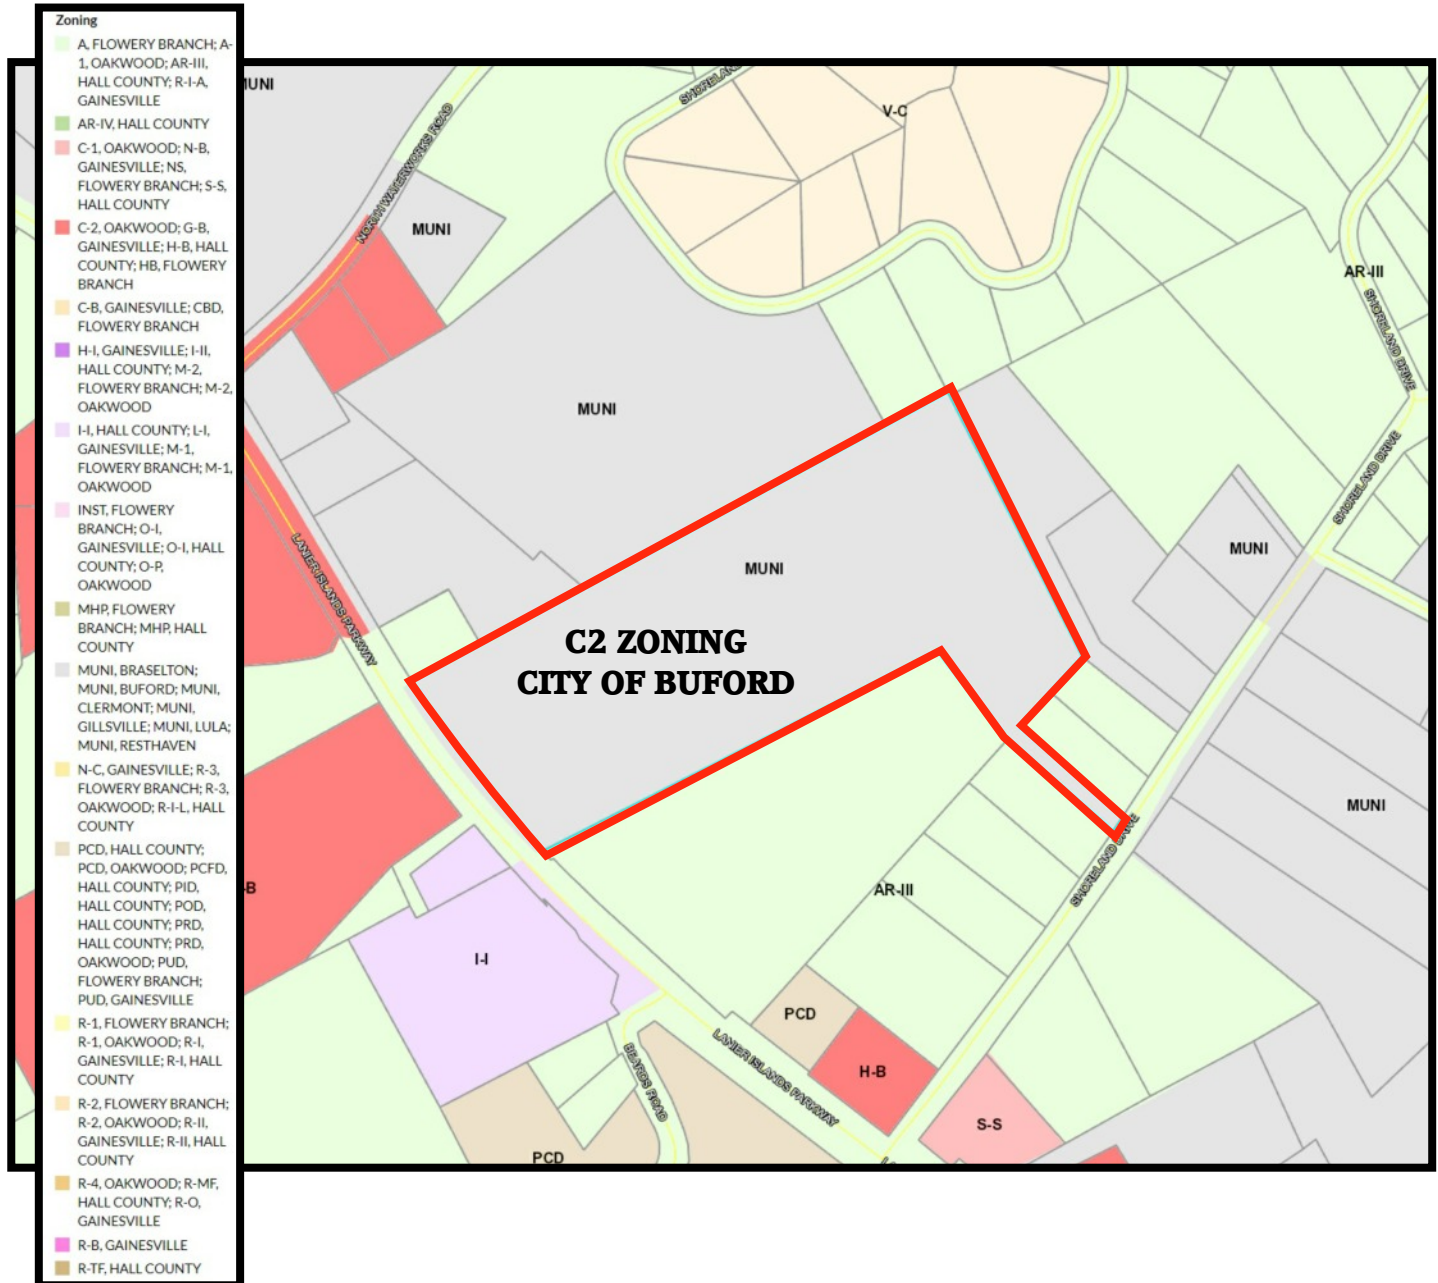 Zoning
A, FLOWERY BRANCH; A-
1, OAKWOOD; AR-III,
HALL COUNTY; R-I-A,
GAINESVILLE
AR-IV, HALL COUNTY
C-1, OAKWOOD; N-B,
GAINESVILLE; NS,
FLOWERY BRANCH; S-S,
HALL COUNTY
C-2, OAKWOOD; G-B,
GAINESVILLE; H-B, HALL
COUNTY; HB, FLOWERY
BRANCH
C-B, GAINESVILLE; CBD,
FLOWERY BRANCH
H-I, GAINESVILLE; I-II,
HALL COUNTY; M-2,
FLOWERY BRANCH; M-2,
OAKWOOD
I-I, HALL COUNTY; L-I,
GAINESVILLE; M-1,
FLOWERY BRANCH; M-1,
OAKWOOD
INST, FLOWERY
BRANCH; O-I,
GAINESVILLE; O-I, HALL
COUNTY; O-P,
OAKWOOD
MHP, FLOWERY
BRANCH; MHP, HALL
COUNTY
MUNI, BRASELTON;
MUNI, BUFORD; MUNI,
CLERMONT; MUNI,
GILLSVILLE; MUNI, LULA;
MUNI, RESTHAVEN
N-C, GAINESVILLE; R-3,
FLOWERY BRANCH; R-3,
OAKWOOD; R-I-L, HALL
COUNTY
PCD, HALL COUNTY;
PCD, OAKWOOD; PCFD,
HALL COUNTY; PID,
HALL COUNTY; POD,
HALL COUNTY; PRD,
HALL COUNTY; PRD,
OAKWOOD; PUD,
FLOWERY BRANCH;
PUD, GAINESVILLE
R-1, FLOWERY BRANCH;
R-1, OAKWOOD; R-I,
GAINESVILLE; R-I, HALL
COUNTY
R-2, FLOWERY BRANCH;
R-2, OAKWOOD; R-II,
GAINESVILLE; R-II, HALL
COUNTY
R-4, OAKWOOD; R-MF,
HALL COUNTY; R-O,
GAINESVILLE
R-B, GAINESVILLE
R-TF, HALL COUNTY
MUNI
NORTH WATERWORKS ROAD
MUNI
V-C
AR-III
SHORELAND DRIVE
MUNI
SHORELAND DRIVE
MUNI
MUNI
LANIER ISLANDS PARKWAY
C2 ZONING
CITY OF BUFORD
MUNI
SHORELAND DRIVE
AR-III
-B
I-I
PCD
LANIER ISLANDS PARKWAY
H-B
BEARDS ROAD
S-S
PCD